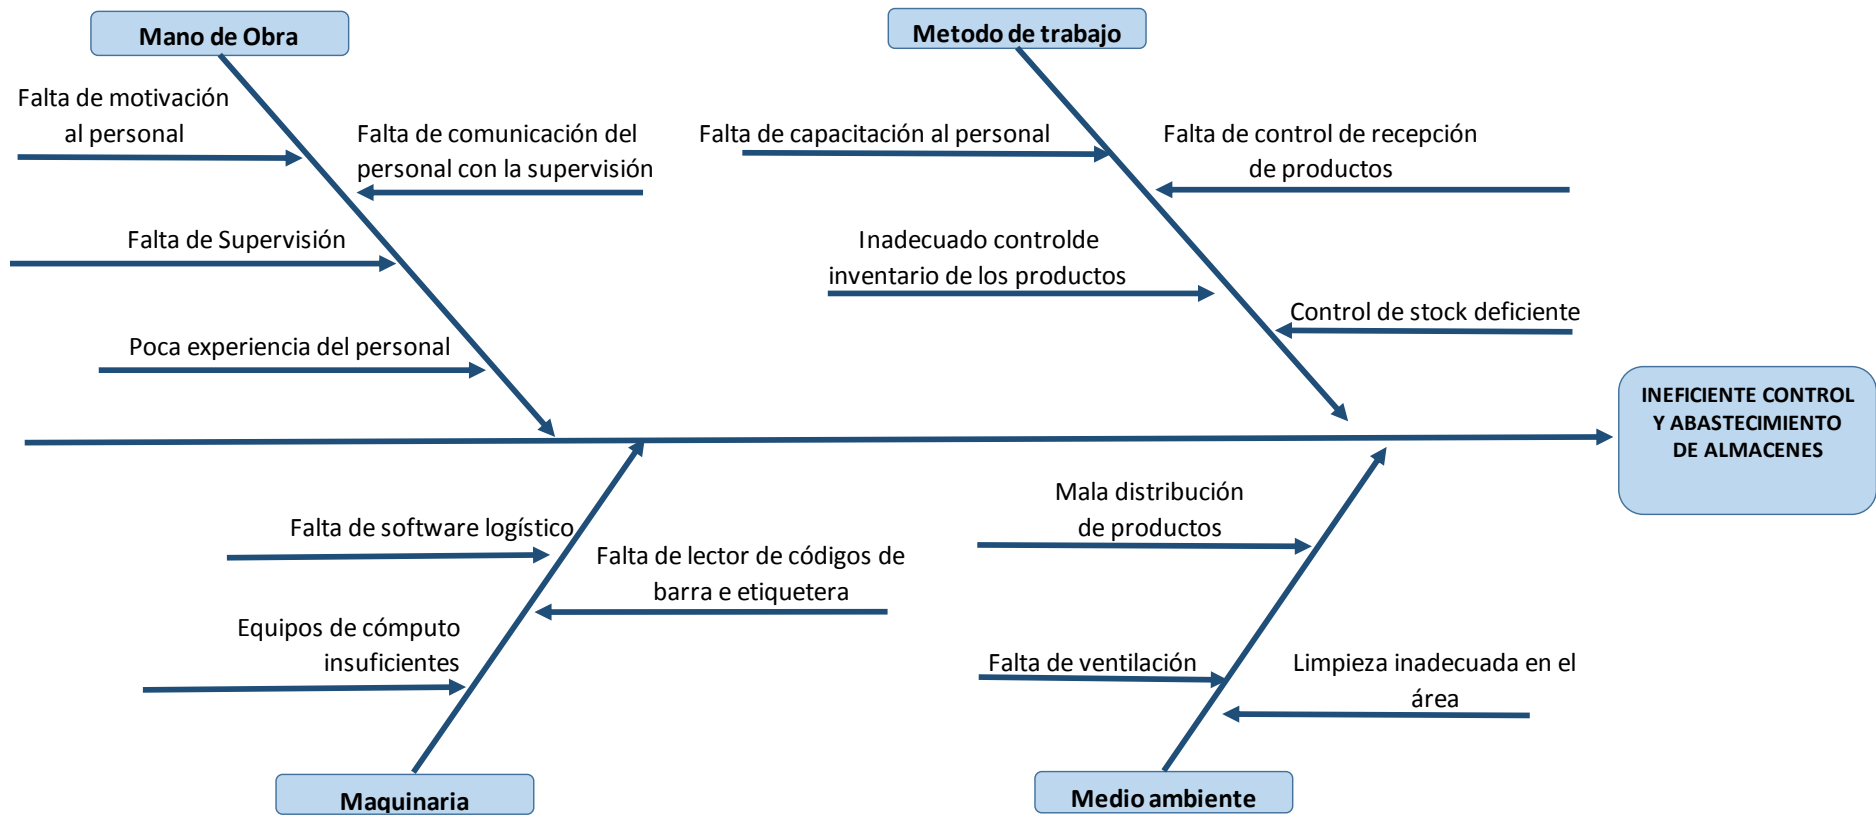 Mano de Obra
Metodo de trabajo
Falta de motivación
al personal
Falta de comunicación del
personal con la supervisión
Falta de Supervisión
Poca experiencia del personal
Falta de capacitación al personal
Falta de control de recepción
de productos
Inadecuado controlde
inventario de los productos
Control de stock deficiente
INEFICIENTE CONTROL
Y ABASTECIMIENTO
DE ALMACENES
Falta de software logístico
Falta de lector de códigos de
barra e etiquetera
Equipos de cómputo
insuficientes
Mala distribución
de productos
Falta de ventilación
Limpieza inadecuada en el
área
Maquinaria
Medio ambiente